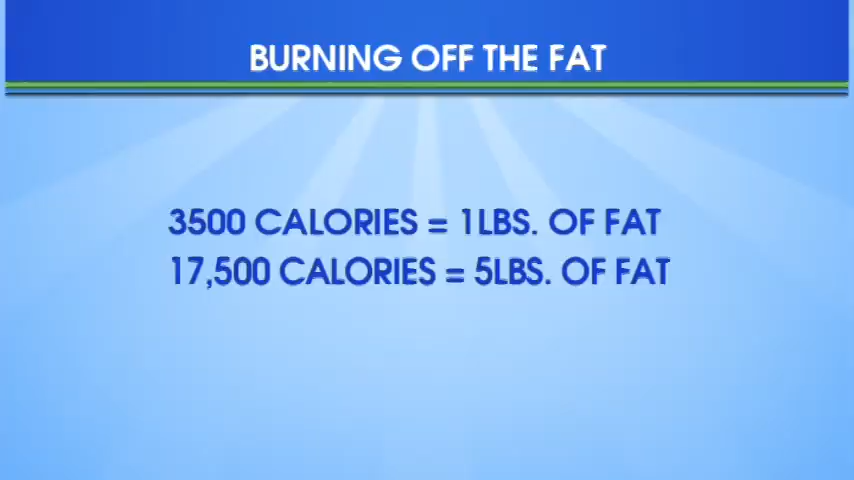 BURNING OFF THE FAT
3500 CALORIES = 1LBS. OF FAT
17,500 CALORIES = 5LBS. OF FAT